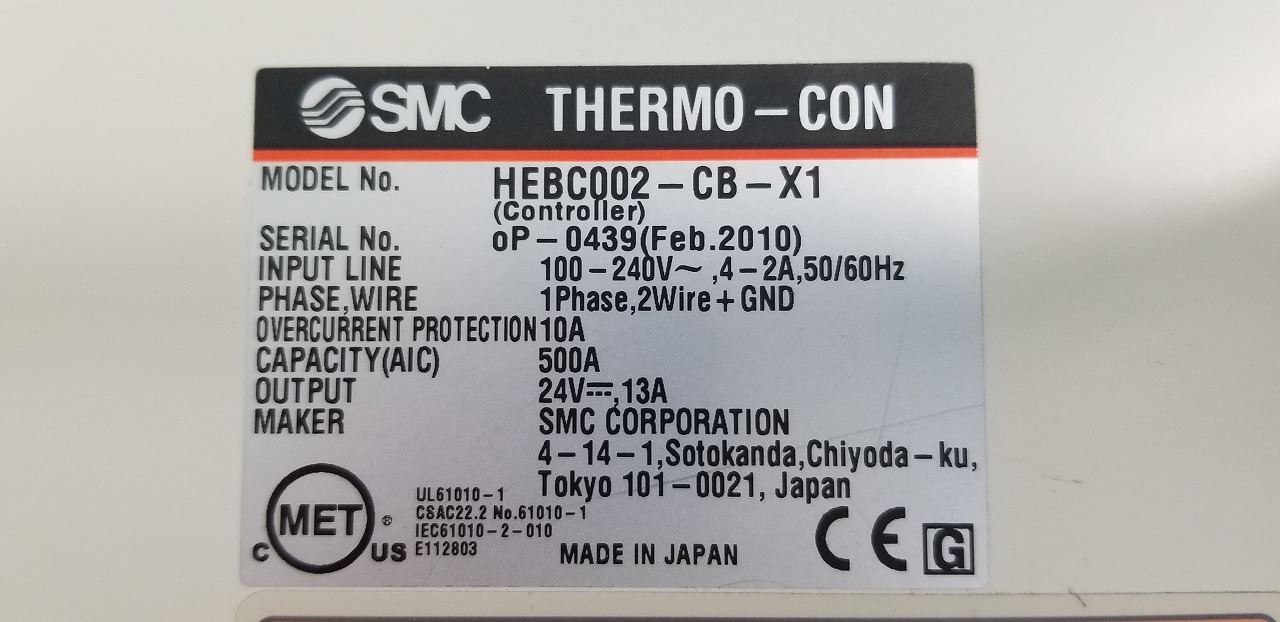 SMC THERMO-CON
MODEL No. HEBC002-CB-X1
(Controller)
SERIAL No. oP-0439(Feb.2010)
INPUT LINE 100-240V~ ,4-2A,50/60Hz
PHASE,WIRE 1Phase,2Wire+GND
OVERCURRENT PROTECTION 10A
CAPACITY(AIC) 500A
OUTPUT 24V⎓,13A
MAKER SMC CORPORATION
4-14-1,Sotokanda,Chiyoda-ku,
Tokyo 101-0021, Japan
C MET® US
UL61010-1
CSAC22.2 No.61010-1
IEC61010-2-010
E112803
MADE IN JAPAN
CE G